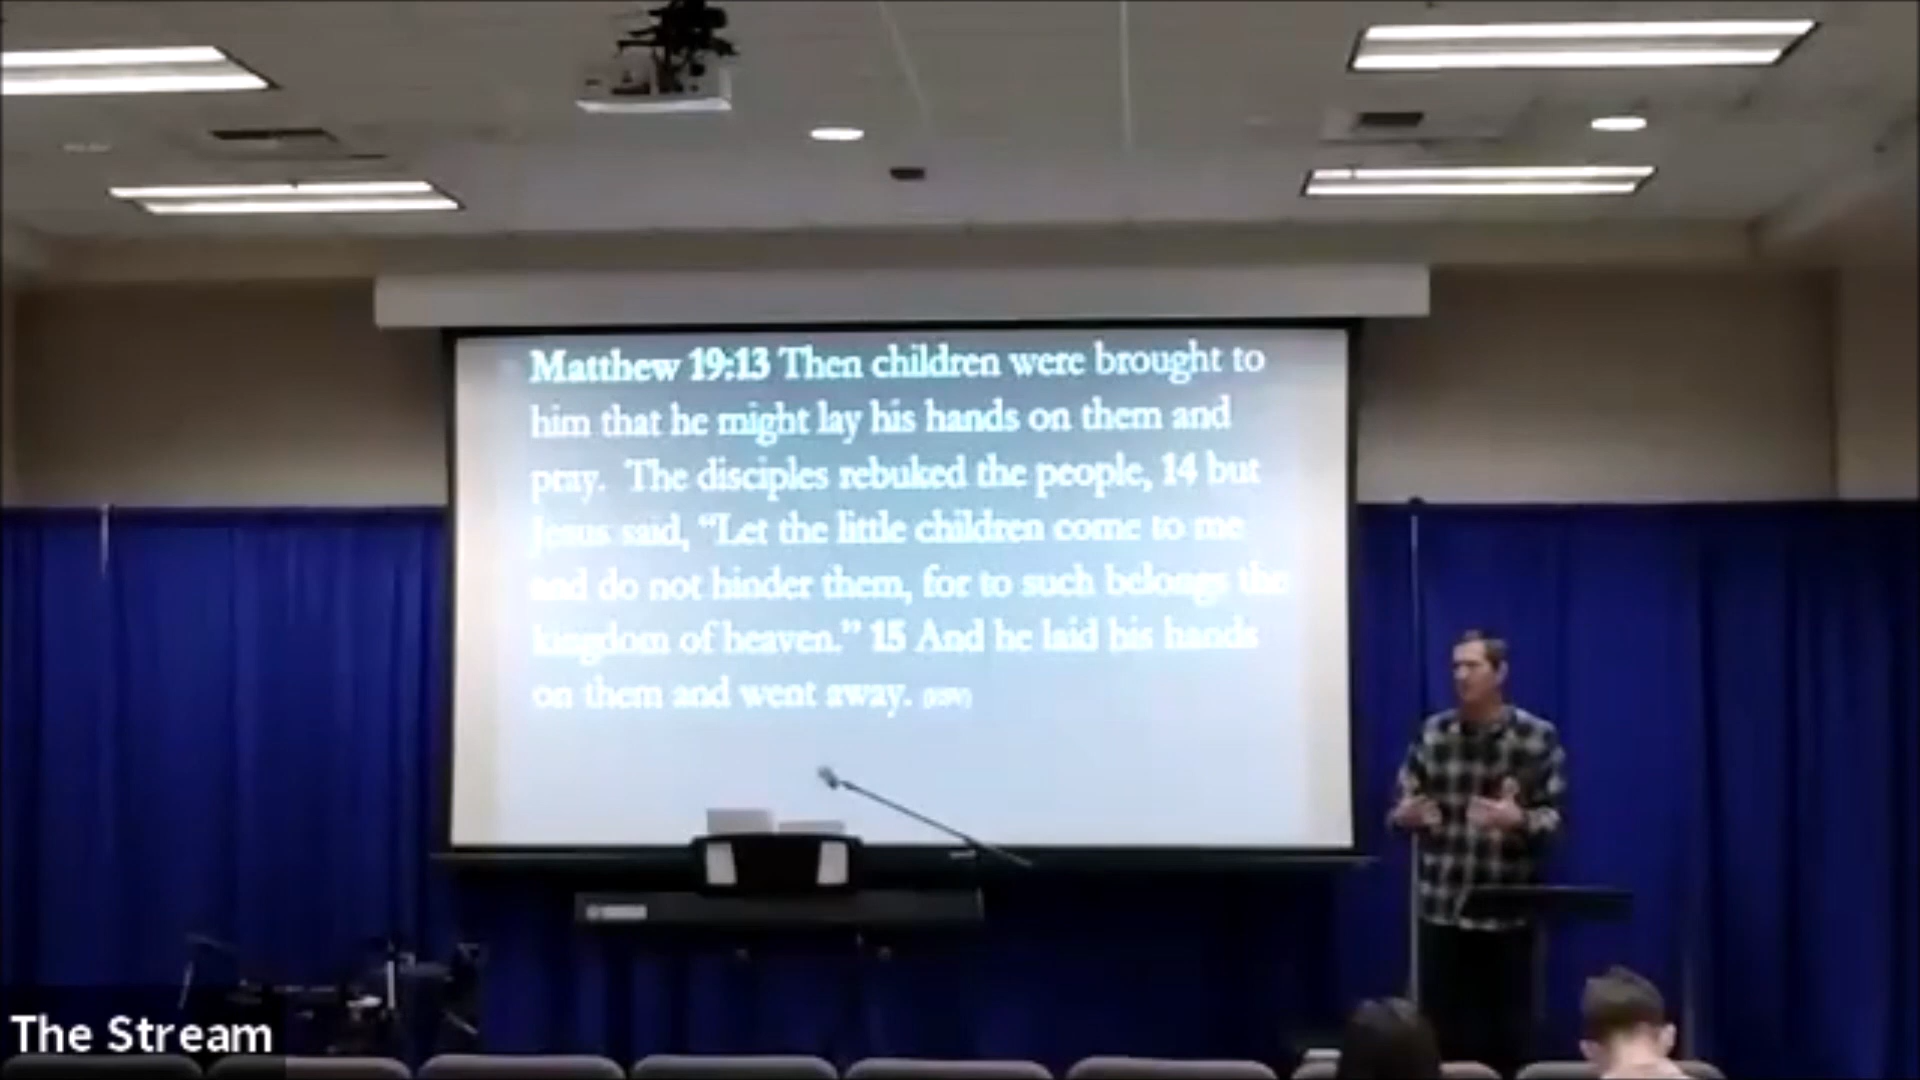 Matthew 19:13 Then children were brought to
him that he might lay his hands on them and
pray. The disciples rebuked the people, 14 but
Jesus said, “Let the little children come to me
and do not hinder them, for to such belongs the
kingdom of heaven.” 15 And he laid his hands
on them and went away. (ESV)
The Stream